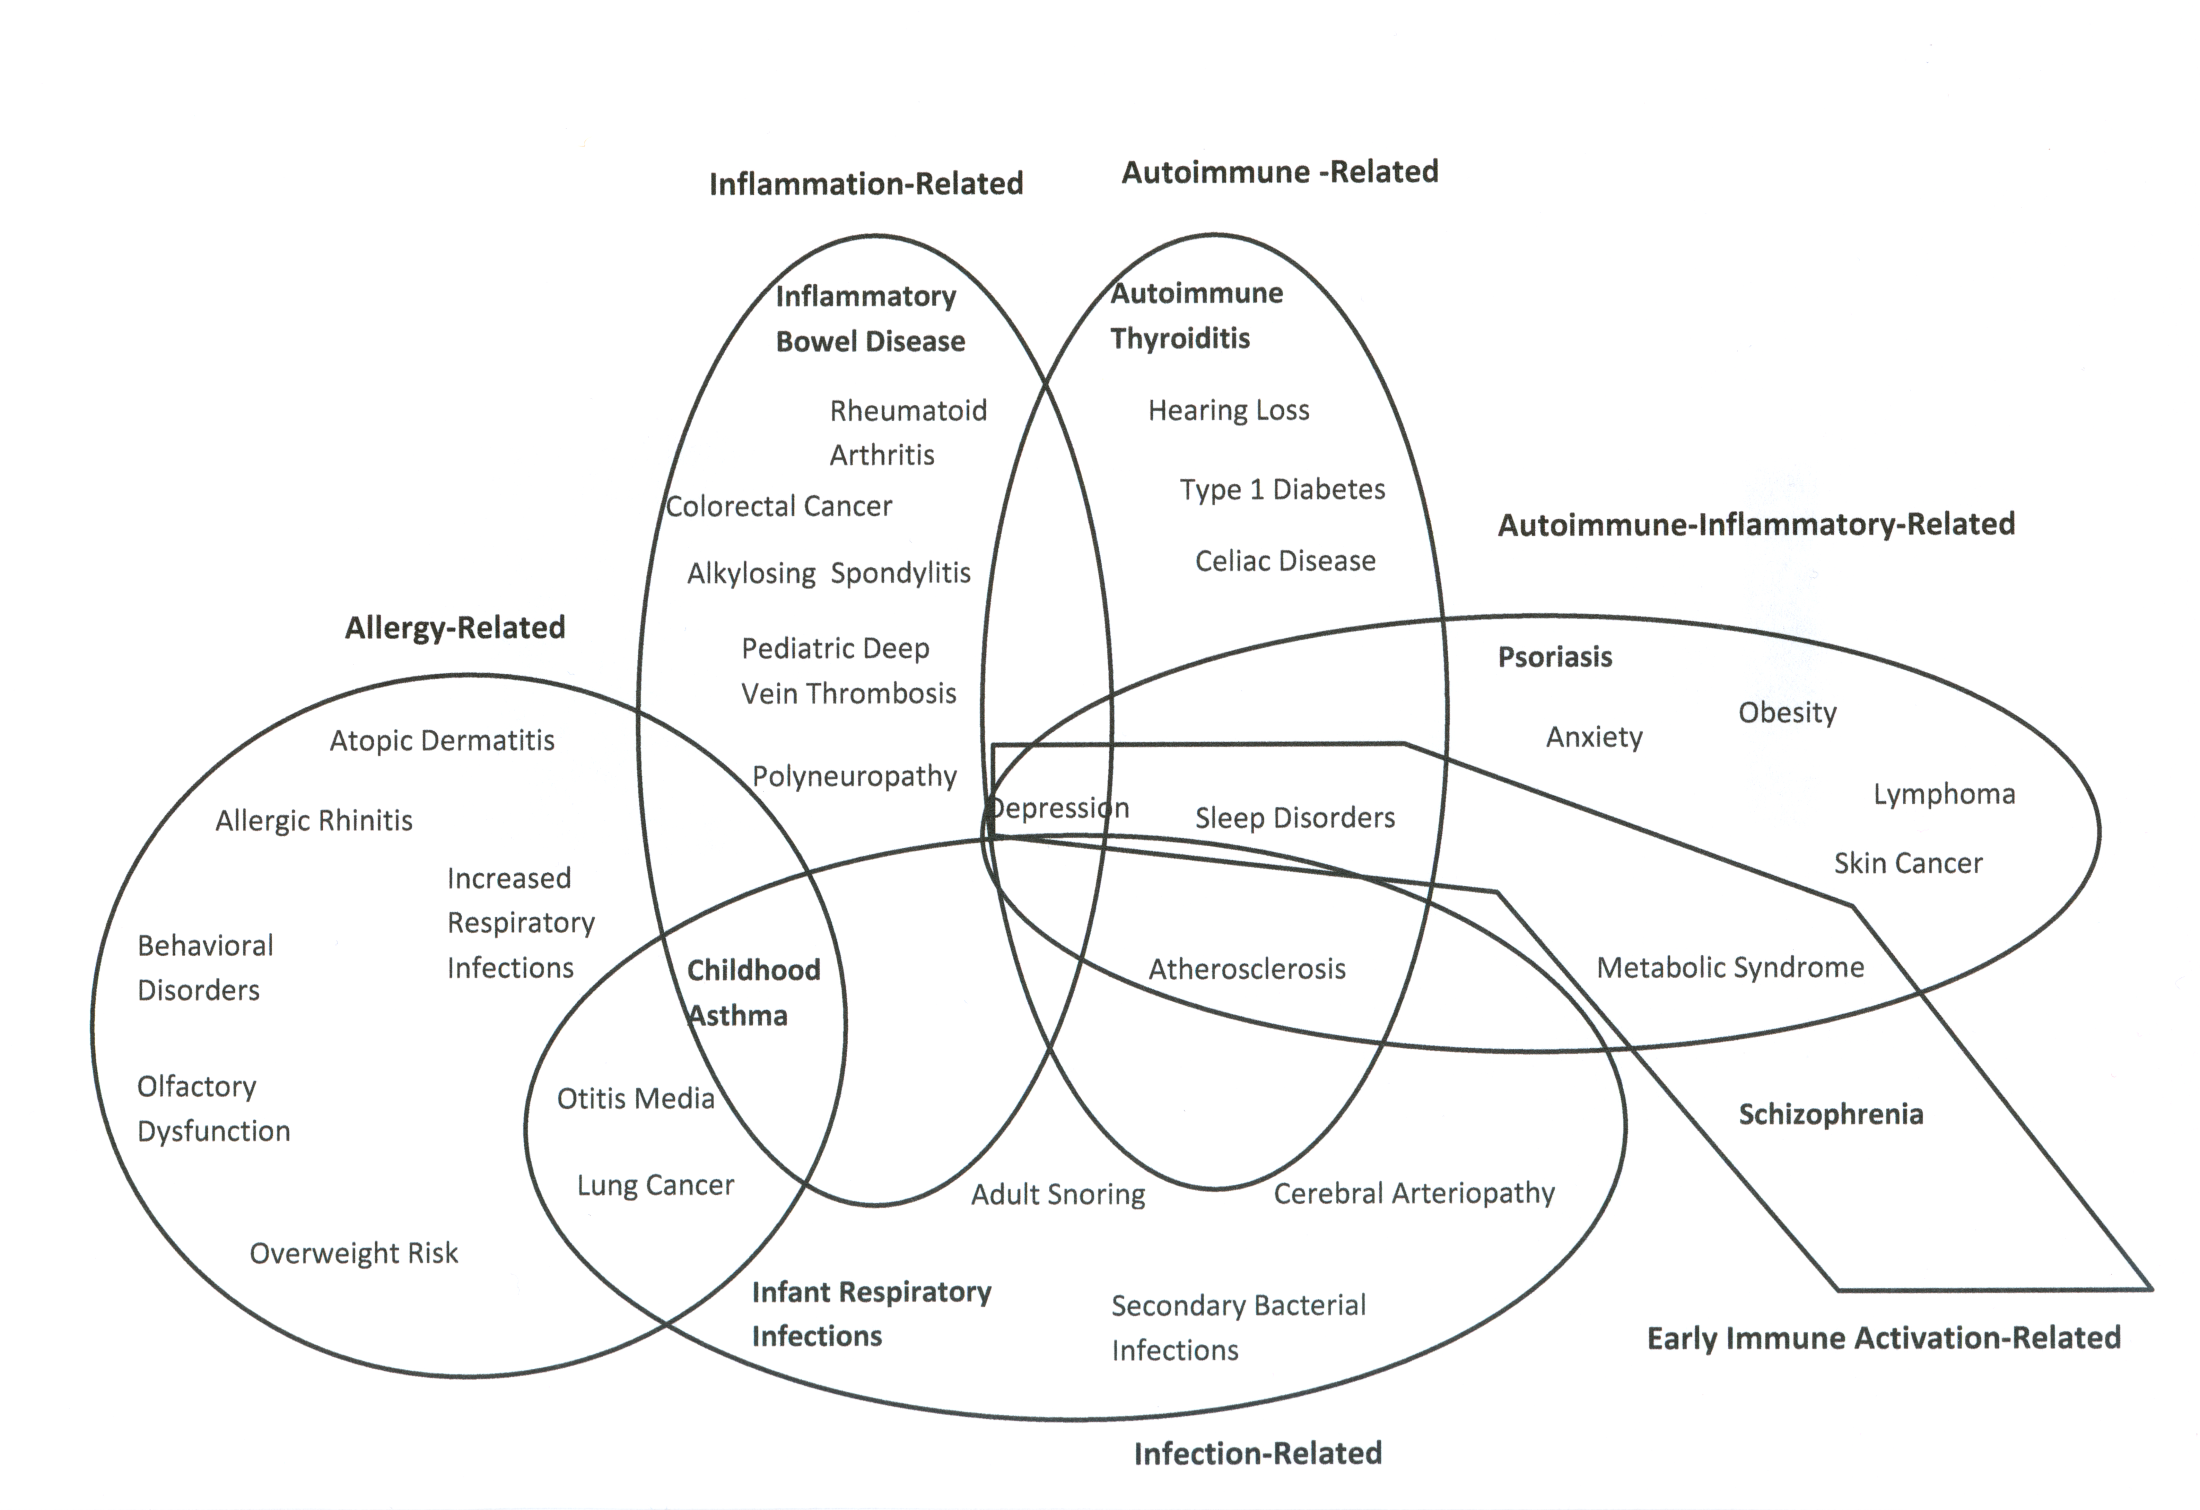 Inflammation-Related
Autoimmune -Related
Inflammatory
Bowel Disease
Autoimmune
Thyroiditis
Rheumatoid
Arthritis
Hearing Loss
Colorectal Cancer
Type 1 Diabetes
Alkylosing  Spondylitis
Celiac Disease
Autoimmune-Inflammatory-Related
Allergy-Related
Pediatric Deep
Vein Thrombosis
Psoriasis
Obesity
Anxiety
Atopic Dermatitis
Polyneuropathy
Lymphoma
Allergic Rhinitis
Depression
Sleep Disorders
Skin Cancer
Increased
Respiratory
Infections
Behavioral
Disorders
Childhood
Asthma
Atherosclerosis
Metabolic Syndrome
Olfactory
Dysfunction
Otitis Media
Schizophrenia
Lung Cancer
Adult Snoring
Cerebral Arteriopathy
Overweight Risk
Infant Respiratory
Infections
Secondary Bacterial
Infections
Early Immune Activation-Related
Infection-Related